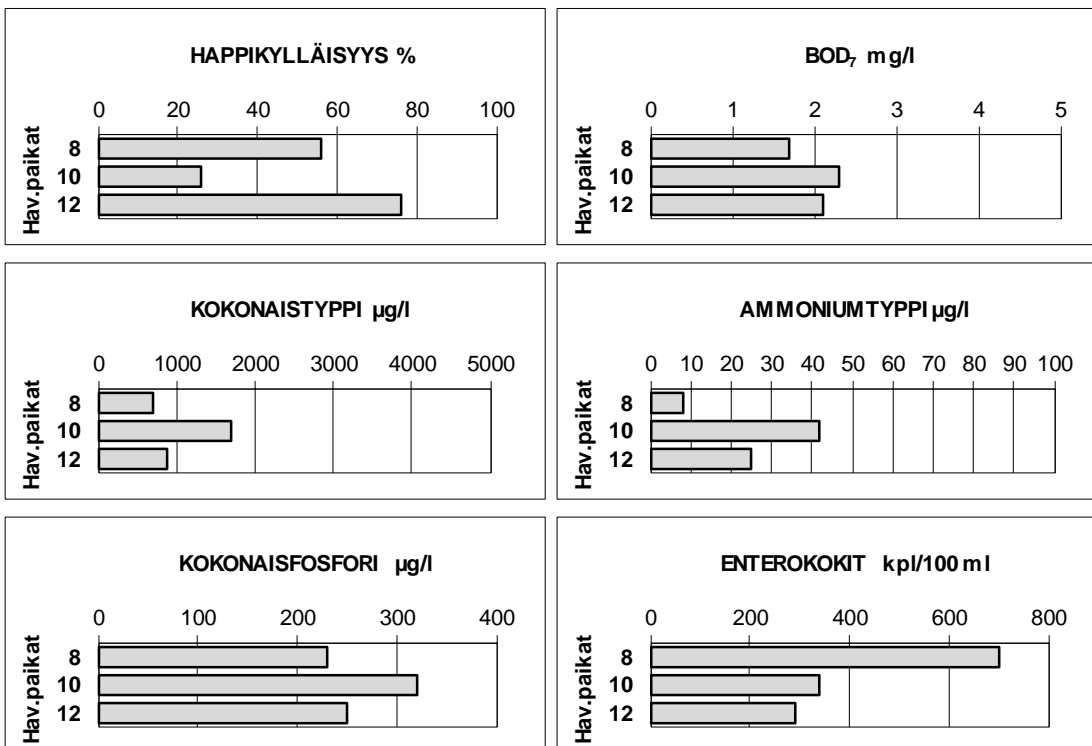 HAPPIKYLLÄISYYS %
0 20 40 60 80 100
Hav.paikat
8
10
12
BOD₇ mg/l
0 1 2 3 4 5
Hav.paikat
8
10
12
KOKONAISTYPPI µg/l
0 1000 2000 3000 4000 5000
Hav.paikat
8
10
12
AMMONIUMTYPPI µg/l
0 10 20 30 40 50 60 70 80 90 100
Hav.paikat
8
10
12
KOKONAISFOSFORI µg/l
0 100 200 300 400
Hav.paikat
8
10
12
ENTEROKOKIT kpl/100 ml
0 200 400 600 800
Hav.paikat
8
10
12